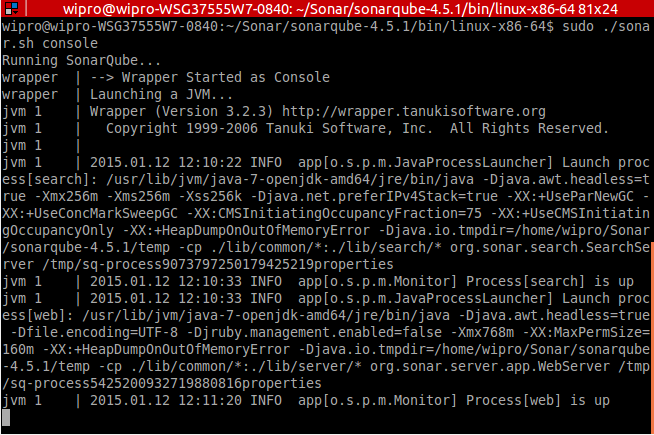 wipro@wipro-WSG37555W7-0840: ~/Sonar/sonarqube-4.5.1/bin/linux-x86-64 81x24
wipro@wipro-WSG37555W7-0840:~/Sonar/sonarqube-4.5.1/bin/linux-x86-64$ sudo ./sona
r.sh console
Running SonarQube...
wrapper  | --> Wrapper Started as Console
wrapper  | Launching a JVM...
jvm 1    | Wrapper (Version 3.2.3) http://wrapper.tanukisoftware.org
jvm 1    |   Copyright 1999-2006 Tanuki Software, Inc.  All Rights Reserved.
jvm 1    |
jvm 1    | 2015.01.12 12:10:22 INFO  app[o.s.p.m.JavaProcessLauncher] Launch proc
ess[search]: /usr/lib/jvm/java-7-openjdk-amd64/jre/bin/java -Djava.awt.headless=t
rue -Xmx256m -Xms256m -Xss256k -Djava.net.preferIPv4Stack=true -XX:+UseParNewGC -
XX:+UseConcMarkSweepGC -XX:CMSInitiatingOccupancyFraction=75 -XX:+UseCMSInitiatin
gOccupancyOnly -XX:+HeapDumpOnOutOfMemoryError -Djava.io.tmpdir=/home/wipro/Sonar
/sonarqube-4.5.1/temp -cp ./lib/common/*:./lib/search/* org.sonar.search.SearchSe
rver /tmp/sq-process9073797250179425219properties
jvm 1    | 2015.01.12 12:10:33 INFO  app[o.s.p.m.Monitor] Process[search] is up
jvm 1    | 2015.01.12 12:10:33 INFO  app[o.s.p.m.JavaProcessLauncher] Launch proc
ess[web]: /usr/lib/jvm/java-7-openjdk-amd64/jre/bin/java -Djava.awt.headless=true
 -Dfile.encoding=UTF-8 -Djruby.management.enabled=false -Xmx768m -XX:MaxPermSize=
160m -XX:+HeapDumpOnOutOfMemoryError -Djava.io.tmpdir=/home/wipro/Sonar/sonarqube
-4.5.1/temp -cp ./lib/common/*:./lib/server/* org.sonar.server.app.WebServer /tmp
/sq-process5425200932719880816properties
jvm 1    | 2015.01.12 12:11:20 INFO  app[o.s.p.m.Monitor] Process[web] is up